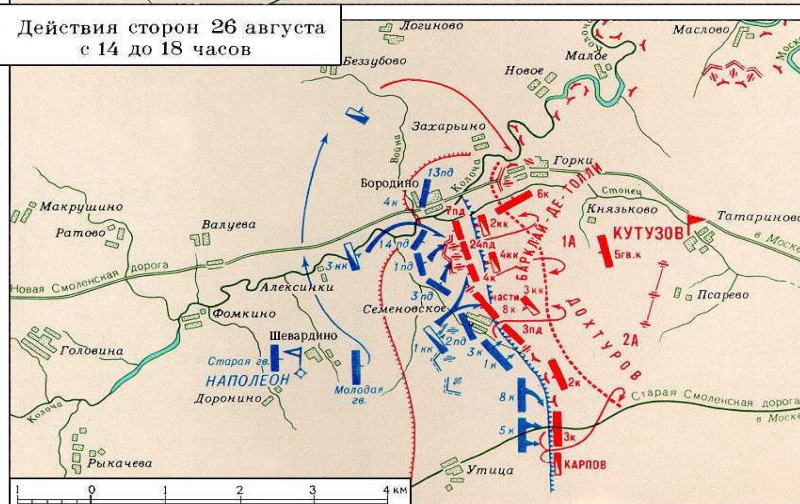 Действия сторон 26 августа
с 14 до 18 часов
Логиново
Беззубово
Маслово
Малое
Новое
Колоча
Захарьино
Война
Горки
13пд
Бородино
Колоча
4к
6к
Стонец
7пд
2кк
Князьково
КУТУЗОВ
Татариново
Макрушино
Ратово
Валуева
14пд
24пд
БАРКЛАЙ-ДЕ-ТОЛЛИ
1А
5гв.к
в Москву
3кк
1пд
4кк
4к
Новая Смоленская дорога
Алексинки
3пд
части
8к
3кк
Псарево
Фомкино
Семеновское
ДОХТУРОВ
2А
3пд
Шевардино
2пд
3к
1кк
1к
Головина
Старая гв.
НАПОЛЕОН
Молодая
гв.
2к
Доронино
8к
Старая Смоленская дорога
Колоча
5к
3к
Рыкачева
Утица
КАРПОВ
1 0 1 2 3 4 км